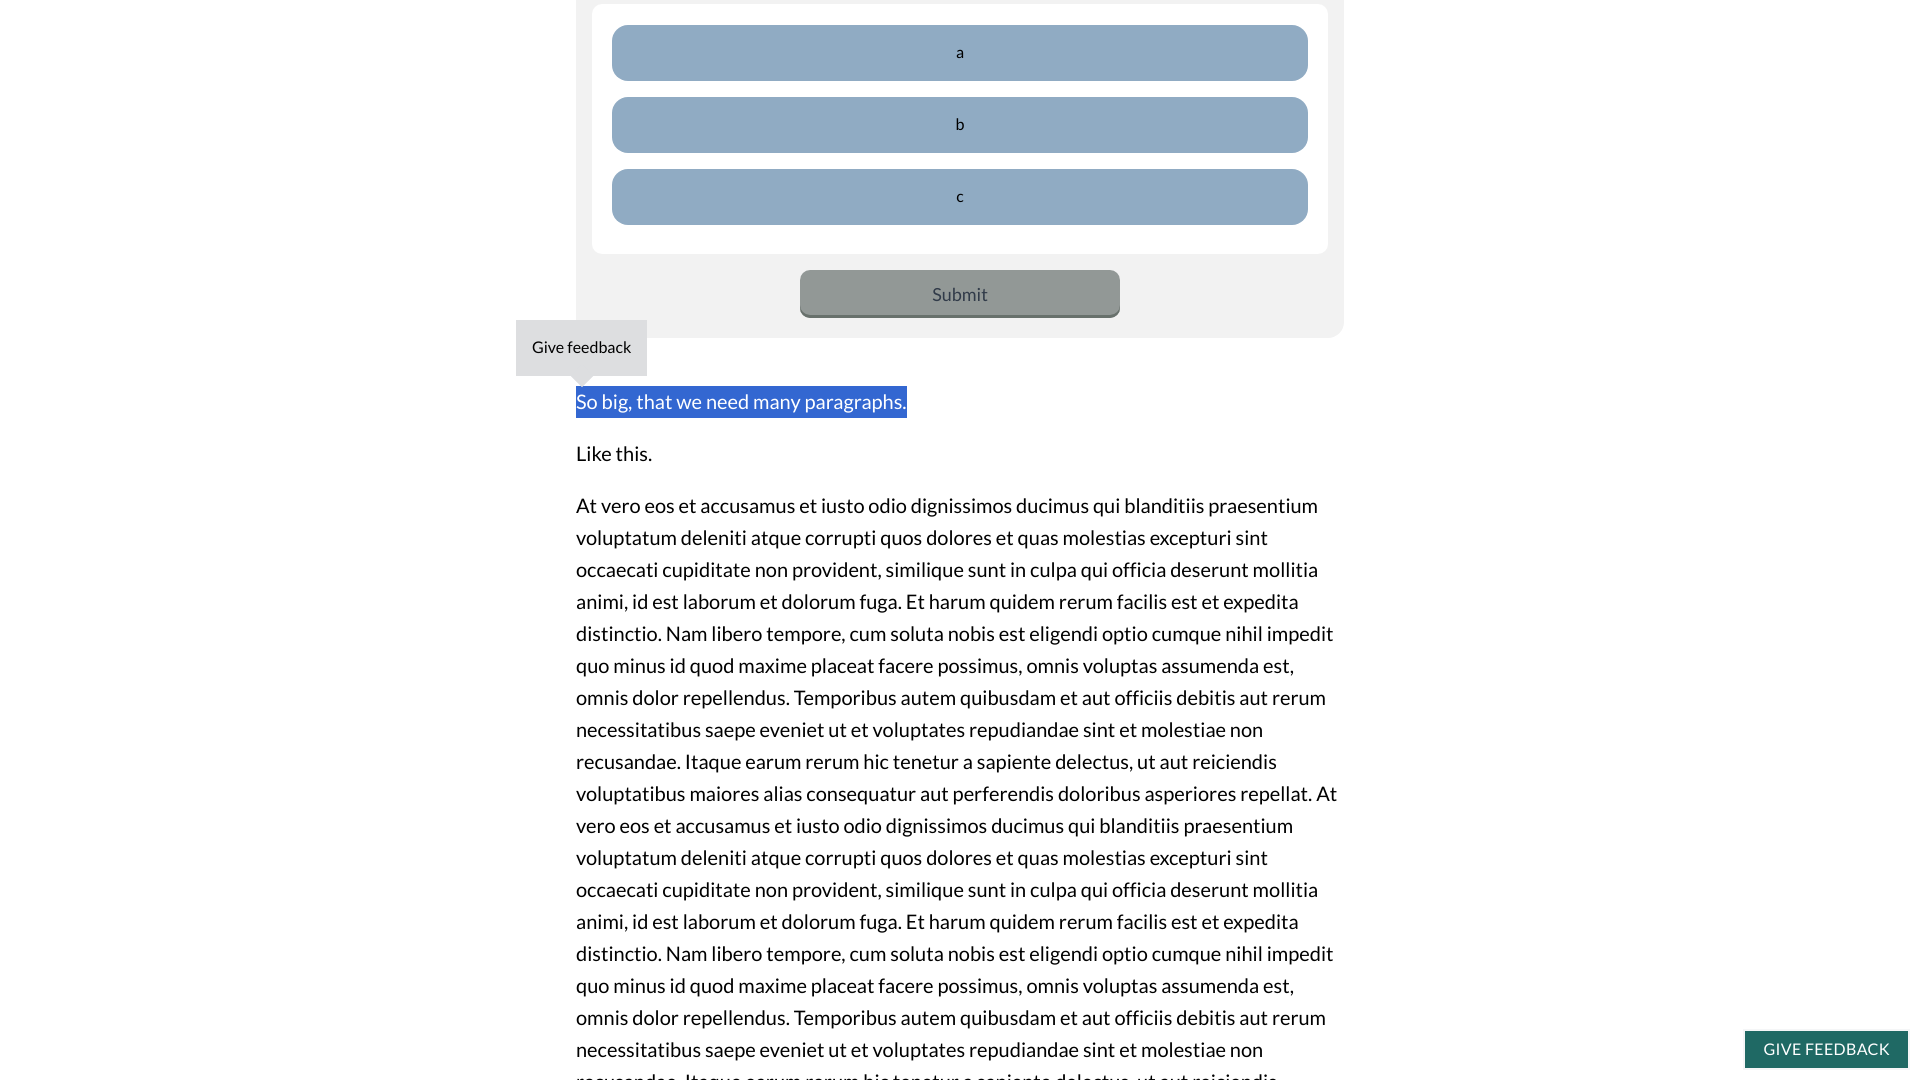 a
b
c
Submit
Give feedback
So big, that we need many paragraphs.
Like this.
At vero eos et accusamus et iusto odio dignissimos ducimus qui blanditiis praesentium
voluptatum deleniti atque corrupti quos dolores et quas molestias excepturi sint
occaecati cupiditate non provident, similique sunt in culpa qui officia deserunt mollitia
animi, id est laborum et dolorum fuga. Et harum quidem rerum facilis est et expedita
distinctio. Nam libero tempore, cum soluta nobis est eligendi optio cumque nihil impedit
quo minus id quod maxime placeat facere possimus, omnis voluptas assumenda est,
omnis dolor repellendus. Temporibus autem quibusdam et aut officiis debitis aut rerum
necessitatibus saepe eveniet ut et voluptates repudiandae sint et molestiae non
recusandae. Itaque earum rerum hic tenetur a sapiente delectus, ut aut reiciendis
voluptatibus maiores alias consequatur aut perferendis doloribus asperiores repellat. At
vero eos et accusamus et iusto odio dignissimos ducimus qui blanditiis praesentium
voluptatum deleniti atque corrupti quos dolores et quas molestias excepturi sint
occaecati cupiditate non provident, similique sunt in culpa qui officia deserunt mollitia
animi, id est laborum et dolorum fuga. Et harum quidem rerum facilis est et expedita
distinctio. Nam libero tempore, cum soluta nobis est eligendi optio cumque nihil impedit
quo minus id quod maxime placeat facere possimus, omnis voluptas assumenda est,
omnis dolor repellendus. Temporibus autem quibusdam et aut officiis debitis aut rerum
necessitatibus saepe eveniet ut et voluptates repudiandae sint et molestiae non
GIVE FEEDBACK